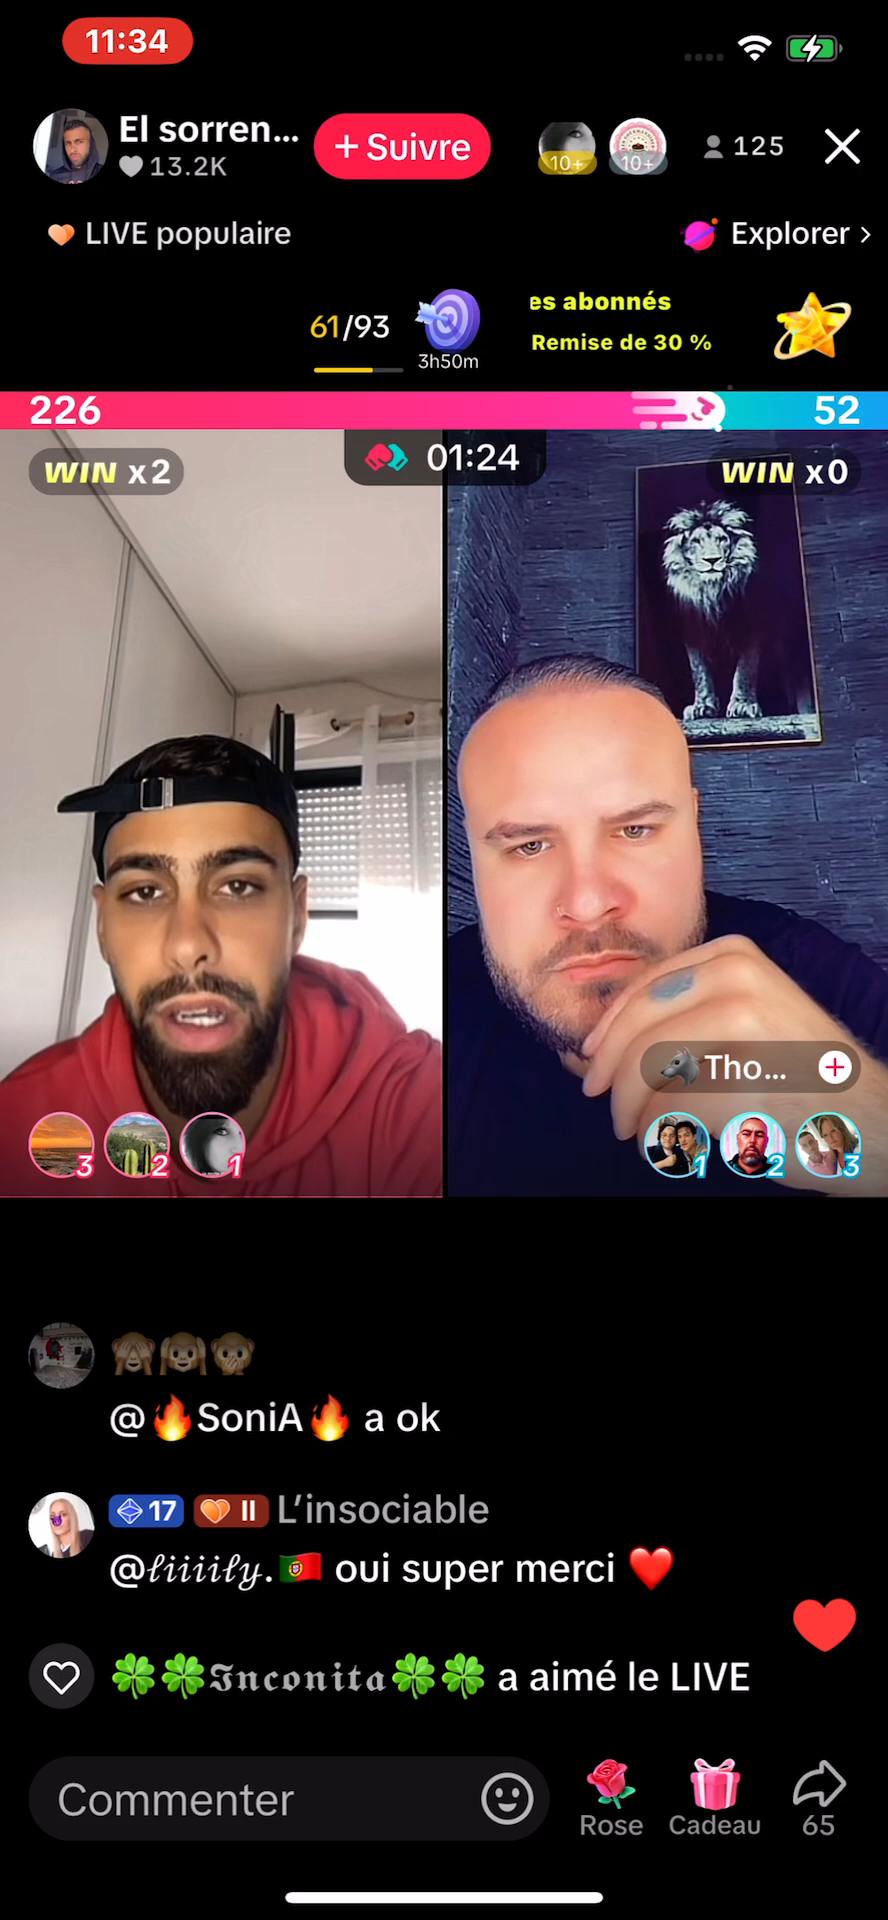 11:34
El sorren...
13.2K
+ Suivre
10+
10+
125
LIVE populaire
Explorer >
61/93
3h50m
es abonnés
Remise de 30 %
226
52
WIN x2
01:24
WIN x0
Tho...
3
2
1
1
2
3
@🔥SoniA🔥 a ok
17
II
L’insociable
@𝓁𝒾𝒾𝒾𝒾𝓁𝓎.🇵🇹 oui super merci ❤️
🍀🍀𝕴𝖓𝖈𝖔𝖓𝖎𝖙𝖆🍀🍀 a aimé le LIVE
Commenter
Rose
Cadeau
65